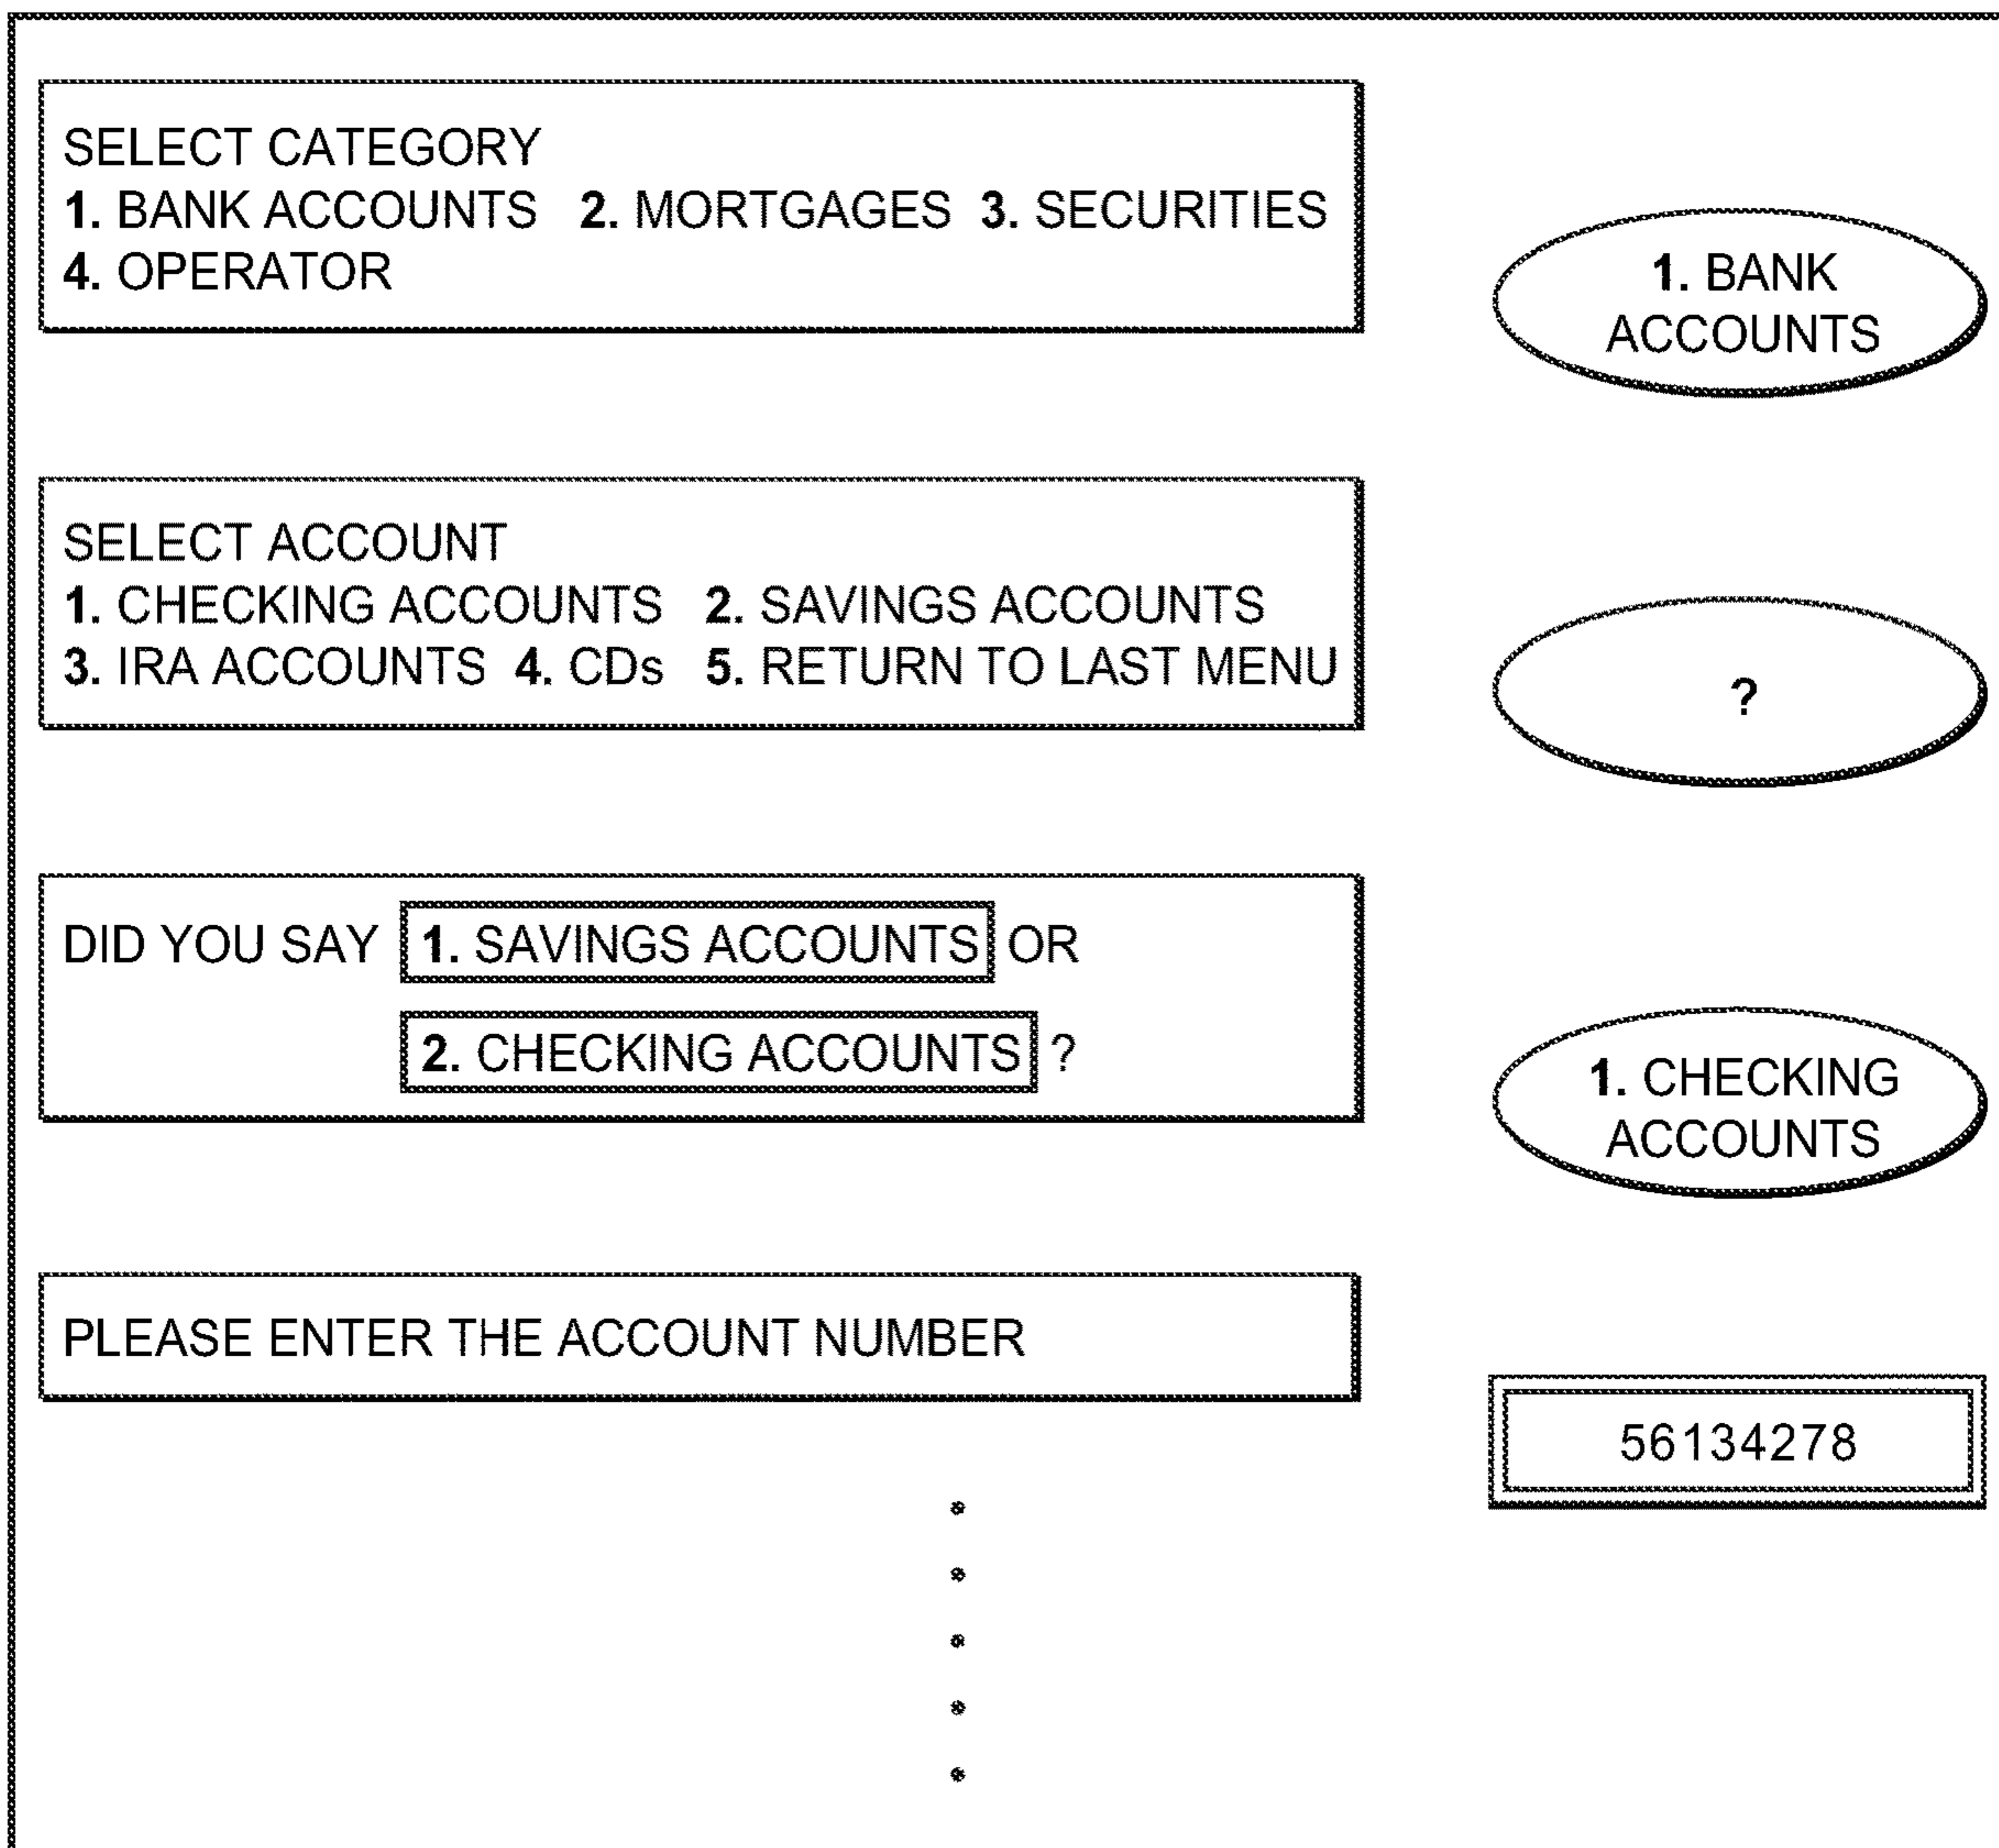 SELECT CATEGORY
1. BANK ACCOUNTS 2. MORTGAGES 3. SECURITIES
4. OPERATOR
1. BANK
ACCOUNTS
SELECT ACCOUNT
1. CHECKING ACCOUNTS 2. SAVINGS ACCOUNTS
3. IRA ACCOUNTS 4. CDs 5. RETURN TO LAST MENU
?
DID YOU SAY 1. SAVINGS ACCOUNTS OR
2. CHECKING ACCOUNTS ?
1. CHECKING
ACCOUNTS
PLEASE ENTER THE ACCOUNT NUMBER
56134278